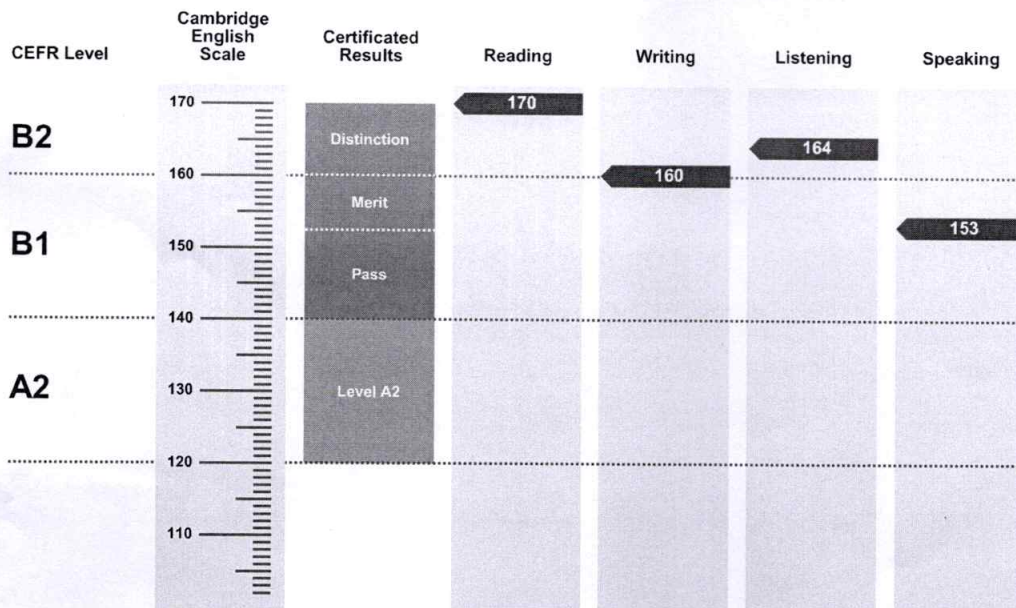 CEFR Level
Cambridge
English
Scale
Certificated
Results
Reading
Writing
Listening
Speaking
B2
B1
A2
170
160
150
140
130
120
110
Distinction
Merit
Pass
Level A2
170
160
164
153